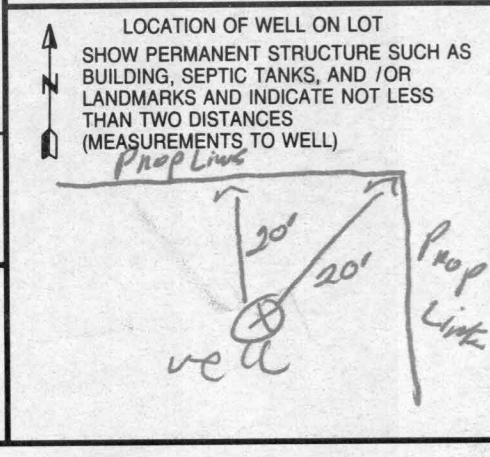 LOCATION OF WELL ON LOT
SHOW PERMANENT STRUCTURE SUCH AS
BUILDING, SEPTIC TANKS, AND /OR
LANDMARKS AND INDICATE NOT LESS
THAN TWO DISTANCES
(MEASUREMENTS TO WELL)
N
Prop Line
20'
20'
Prop
Line
well